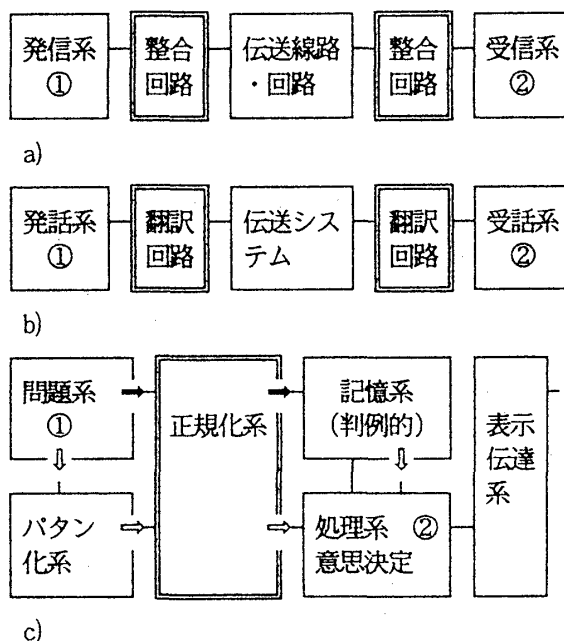 発信系
①
整合
回路
伝送線路
・回路
整合
回路
受信系
②
a)
発話系
①
翻訳
回路
伝送シス
テム
翻訳
回路
受話系
②
b)
問題系
①
正規化系
記憶系
(判例的)
表示
伝達
系
パタン
化系
処理系 ②
意思決定
c)